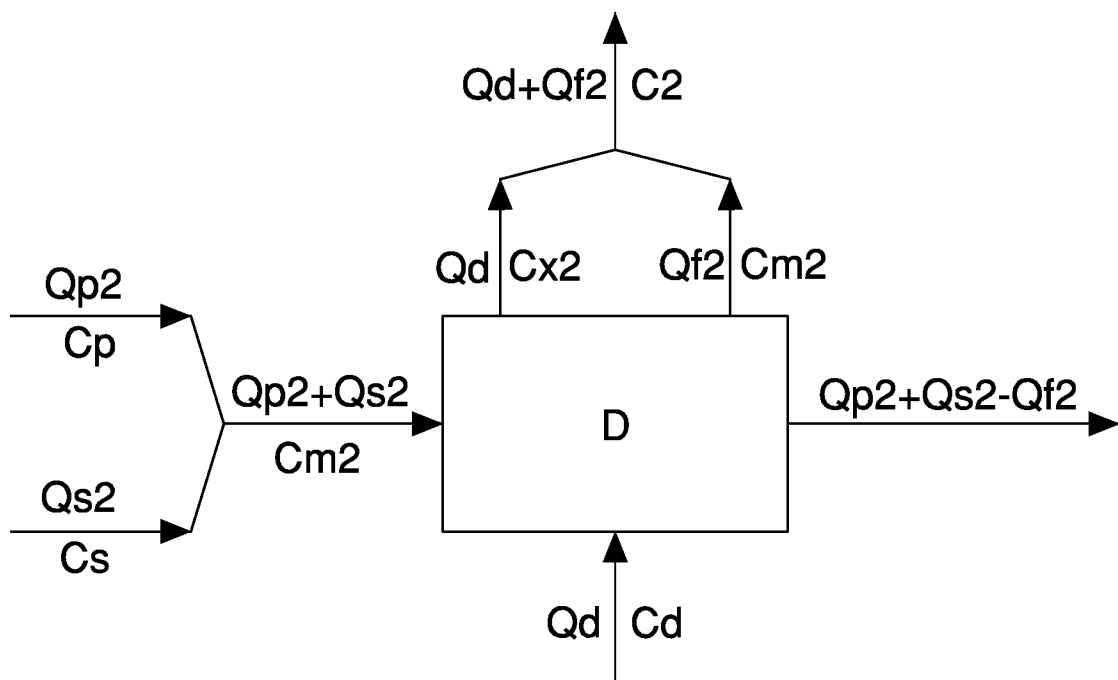 Qd+Qf2 C2
Qd Cx2 Qf2 Cm2
Qp2
Cp
Qp2+Qs2
Cm2
Qs2
Cs
D
Qp2+Qs2-Qf2
Qd Cd